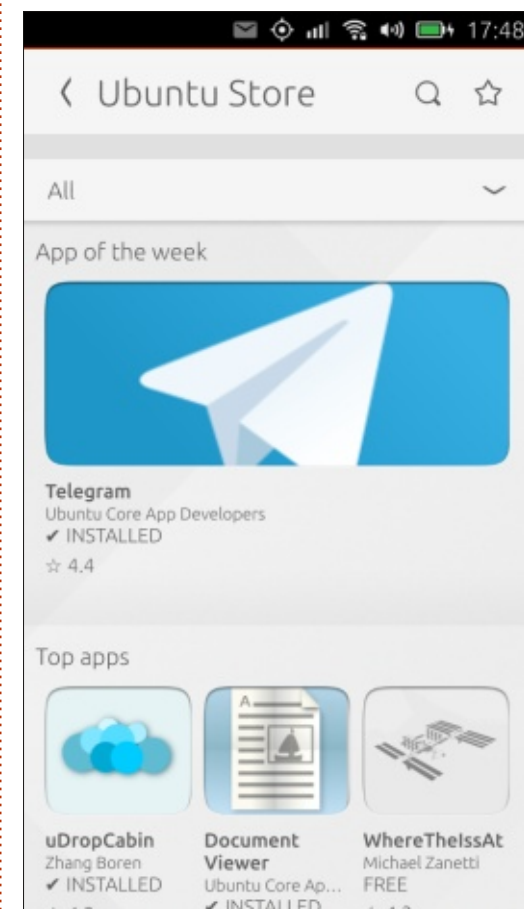 17:48
Ubuntu Store
All
App of the week
Telegram
Ubuntu Core App Developers
✔ INSTALLED
☆ 4.4
Top apps
A
uDropCabin Document Viewer WhereTheIssAt
Zhang Boren Ubuntu Core Ap... Michael Zanetti
✔ INSTALLED ✔ INSTALLED FREE